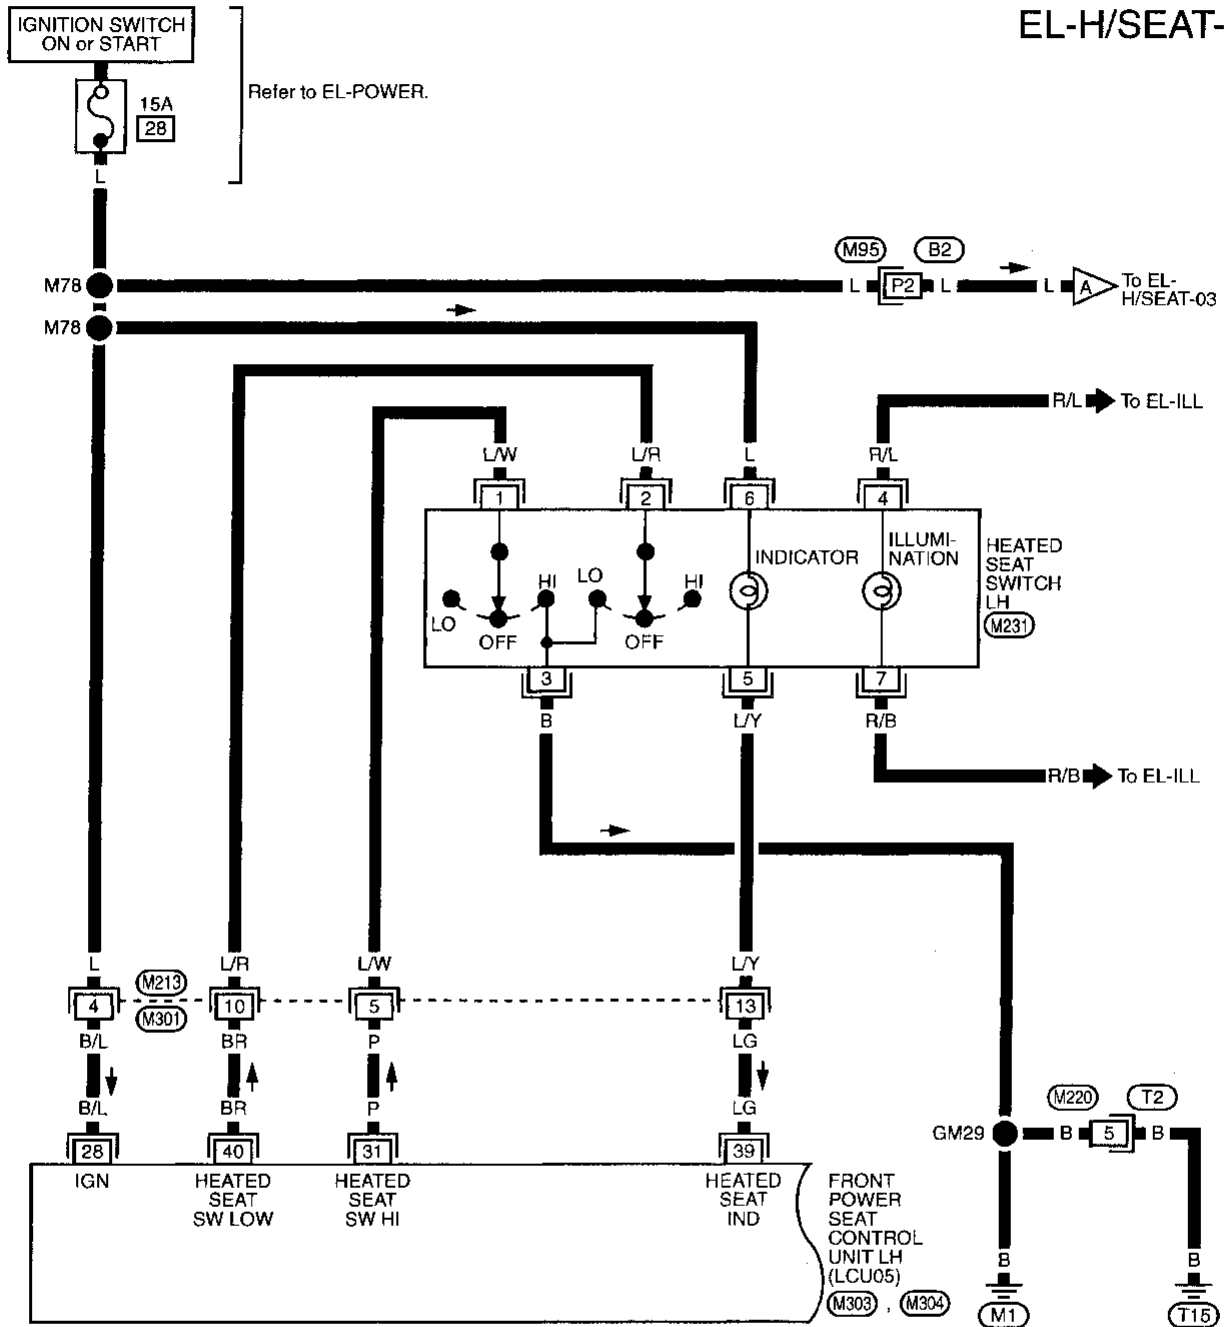 EL-H/SEAT-
IGNITION SWITCH
ON or START
Refer to EL-POWER.
15A
28
L
M95
B2
M78
L
P2
L
L
A
To EL-
H/SEAT-03
M78
R/L
To EL-ILL
L/W
L/R
L
R/L
1
2
6
4
INDICATOR
ILLUMI-
NATION
HEATED
SEAT
SWITCH
LH
M231
LO
HI
LO
HI
OFF
OFF
3
5
7
B
L/Y
R/B
R/B
To EL-ILL
L
L/R
L/W
L/Y
M213
4
10
5
13
M301
B/L
BR
P
LG
B/L
BR
P
LG
28
40
31
39
IGN
HEATED
SEAT
SW LOW
HEATED
SEAT
SW HI
HEATED
SEAT
IND
FRONT
POWER
SEAT
CONTROL
UNIT LH
(LCU05)
M303 , M304
M220
T2
GM29
B
5
B
B
B
M1
T15